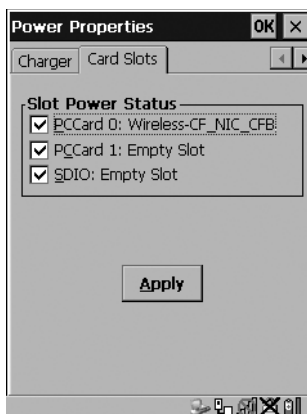 Power Properties OK ×
Charger Card Slots
Slot Power Status
PCCard 0: Wireless-CF_NIC_CFB
PCCard 1: Empty Slot
SDIO: Empty Slot
Apply